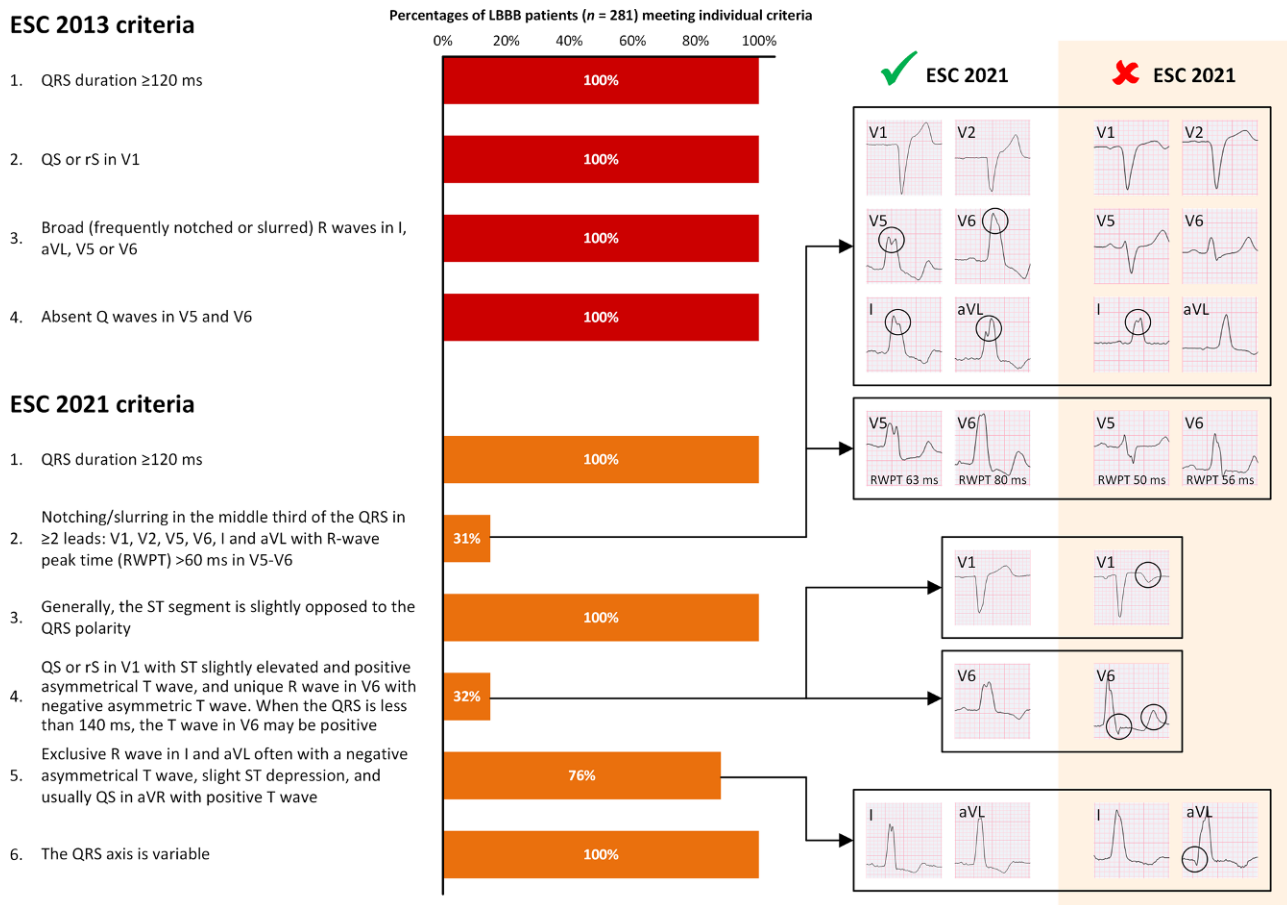 ESC 2013 criteria
Percentages of LBBB patients (n = 281) meeting individual criteria
0% 20% 40% 60% 80% 100%
1. QRS duration ≥120 ms
100%
2. QS or rS in V1
100%
3. Broad (frequently notched or slurred) R waves in I,
aVL, V5 or V6
100%
4. Absent Q waves in V5 and V6
100%
ESC 2021 criteria
1. QRS duration ≥120 ms
100%
2. Notching/slurring in the middle third of the QRS in
≥2 leads: V1, V2, V5, V6, I and aVL with R-wave
peak time (RWPT) >60 ms in V5-V6
31%
3. Generally, the ST segment is slightly opposed to the
QRS polarity
100%
4. QS or rS in V1 with ST slightly elevated and positive
asymmetrical T wave, and unique R wave in V6 with
negative asymmetric T wave. When the QRS is less
than 140 ms, the T wave in V6 may be positive
32%
5. Exclusive R wave in I and aVL often with a negative
asymmetrical T wave, slight ST depression, and
usually QS in aVR with positive T wave
76%
6. The QRS axis is variable
100%
✓ ESC 2021
✘ ESC 2021
V1 V2 V1 V2
V5 V6 V5 V6
I aVL I aVL
V5 V6 V5 V6
RWPT 63 ms RWPT 80 ms RWPT 50 ms RWPT 56 ms
V1 V1
V6 V6
I aVL I aVL